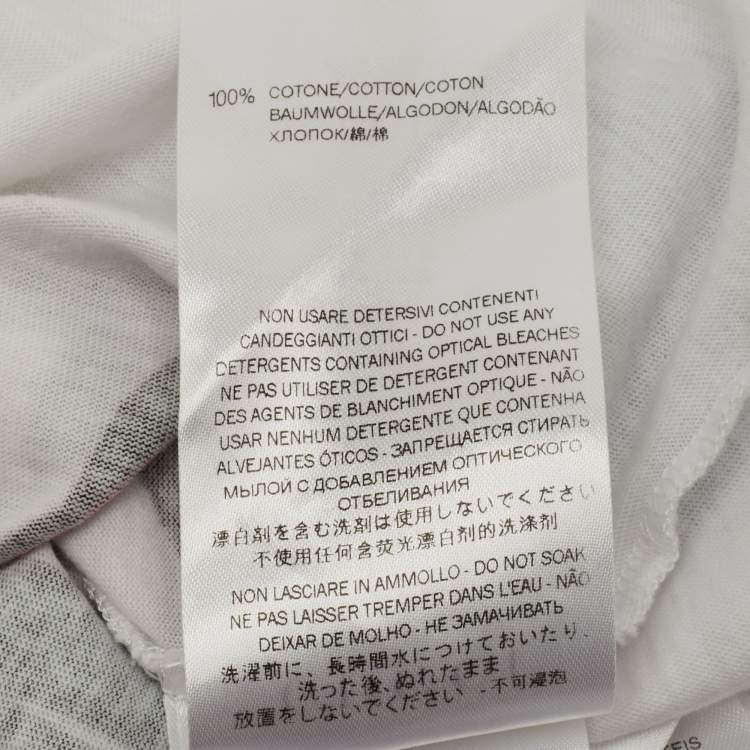 100% COTONE/COTTON/COTON
BAUMWOLLE/ALGODON/ALGODÃO
ХЛОПОК/綿/棉
NON USARE DETERSIVI CONTENENTI
CANDEGGIANTI OTTICI - DO NOT USE ANY
DETERGENTS CONTAINING OPTICAL BLEACHES
NE PAS UTILISER DE DETERGENT CONTENANT
DES AGENTS DE BLANCHIMENT OPTIQUE - NÃO
USAR NENHUM DETERGENTE QUE CONTENHA
ALVEJANTES ÓTICOS - ЗАПРЕЩАЕТСЯ СТИРАТЬ
МЫЛОЙ С ДОБАВЛЕНИЕМ ОПТИЧЕСКОГО
ОТБЕЛИВАНИЯ
漂白剤を含む洗剤は使用しないでください
不使用任何含荧光漂白剂的洗涤剂
NON LASCIARE IN AMMOLLO - DO NOT SOAK
NE PAS LAISSER TREMPER DANS L'EAU - NÃO
DEIXAR DE MOLHO - НЕ ЗАМАЧИВАТЬ
洗濯前に、長時間水につけておいたり、
洗った後、ぬれたまま
放置をしないでください - 不可浸泡